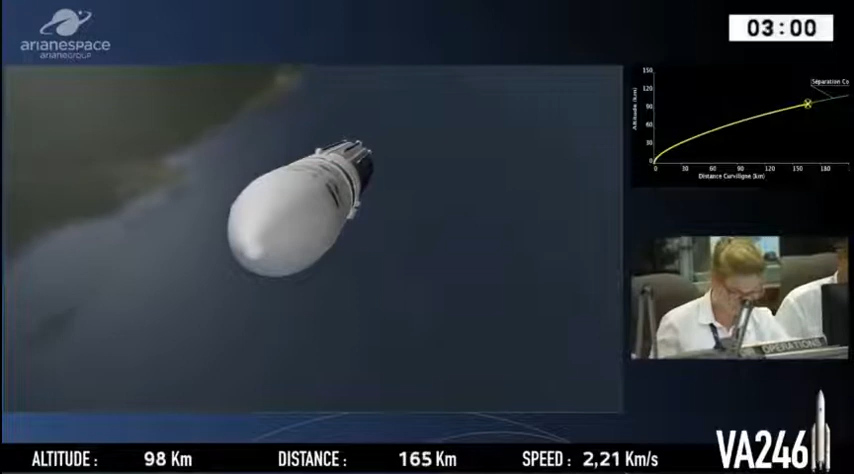 arianespace
arianeGROUP
03:00
150
120
90
60
30
0
Altitude (km)
Séparation Co
0 30 60 90 120 150 180
Distance Curviligne (km)
OPERATIONS
ALTITUDE : 98 Km DISTANCE : 165 Km SPEED : 2,21 Km/s
VA246